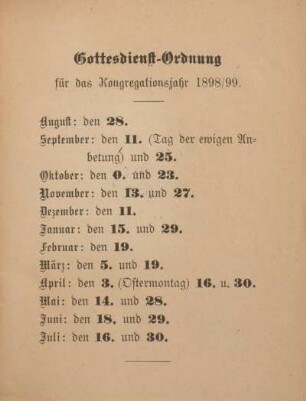 Gottesdienst-Ordnung
für das Kongregationsjahr 1898/99.
August: den 28.
September: den 11. (Tag der ewigen An-
betung) und 25.
Oktober: den 9. und 23.
November: den 13. und 27.
Dezember: den 11.
Januar: den 15. und 29.
Februar: den 19.
März: den 5. und 19.
April: den 3. (Ostermontag) 16. u. 30.
Mai: den 14. und 28.
Juni: den 18. und 29.
Juli: den 16. und 30.